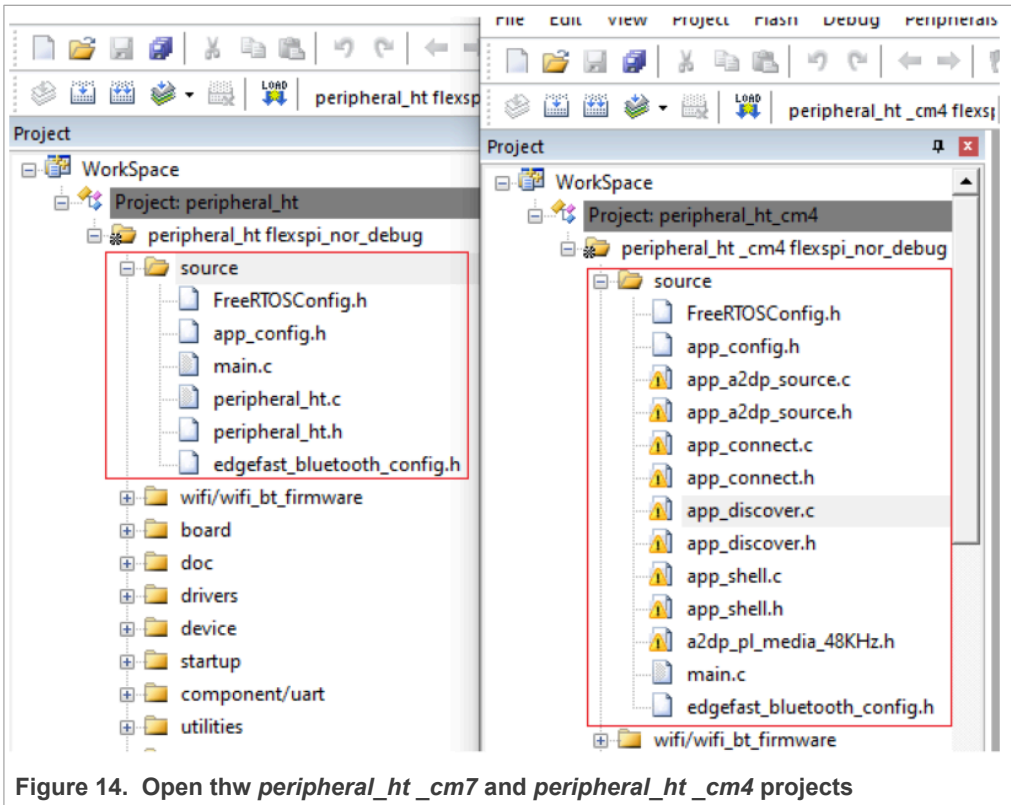 File Edit View Project Flash Debug Peripherals
LOAD
peripheral_ht flexsp
LOAD
peripheral_ht _cm4 flexsp
Project
WorkSpace
Project: peripheral_ht
peripheral_ht flexspi_nor_debug
source
FreeRTOSConfig.h
app_config.h
main.c
peripheral_ht.c
peripheral_ht.h
edgefast_bluetooth_config.h
wifi/wifi_bt_firmware
board
doc
drivers
device
startup
component/uart
utilities
Project
WorkSpace
Project: peripheral_ht_cm4
peripheral_ht _cm4 flexspi_nor_debug
source
FreeRTOSConfig.h
app_config.h
app_a2dp_source.c
app_a2dp_source.h
app_connect.c
app_connect.h
app_discover.c
app_discover.h
app_shell.c
app_shell.h
a2dp_pl_media_48KHz.h
main.c
edgefast_bluetooth_config.h
wifi/wifi_bt_firmware
Figure 14. Open thw peripheral_ht _cm7 and peripheral_ht _cm4 projects